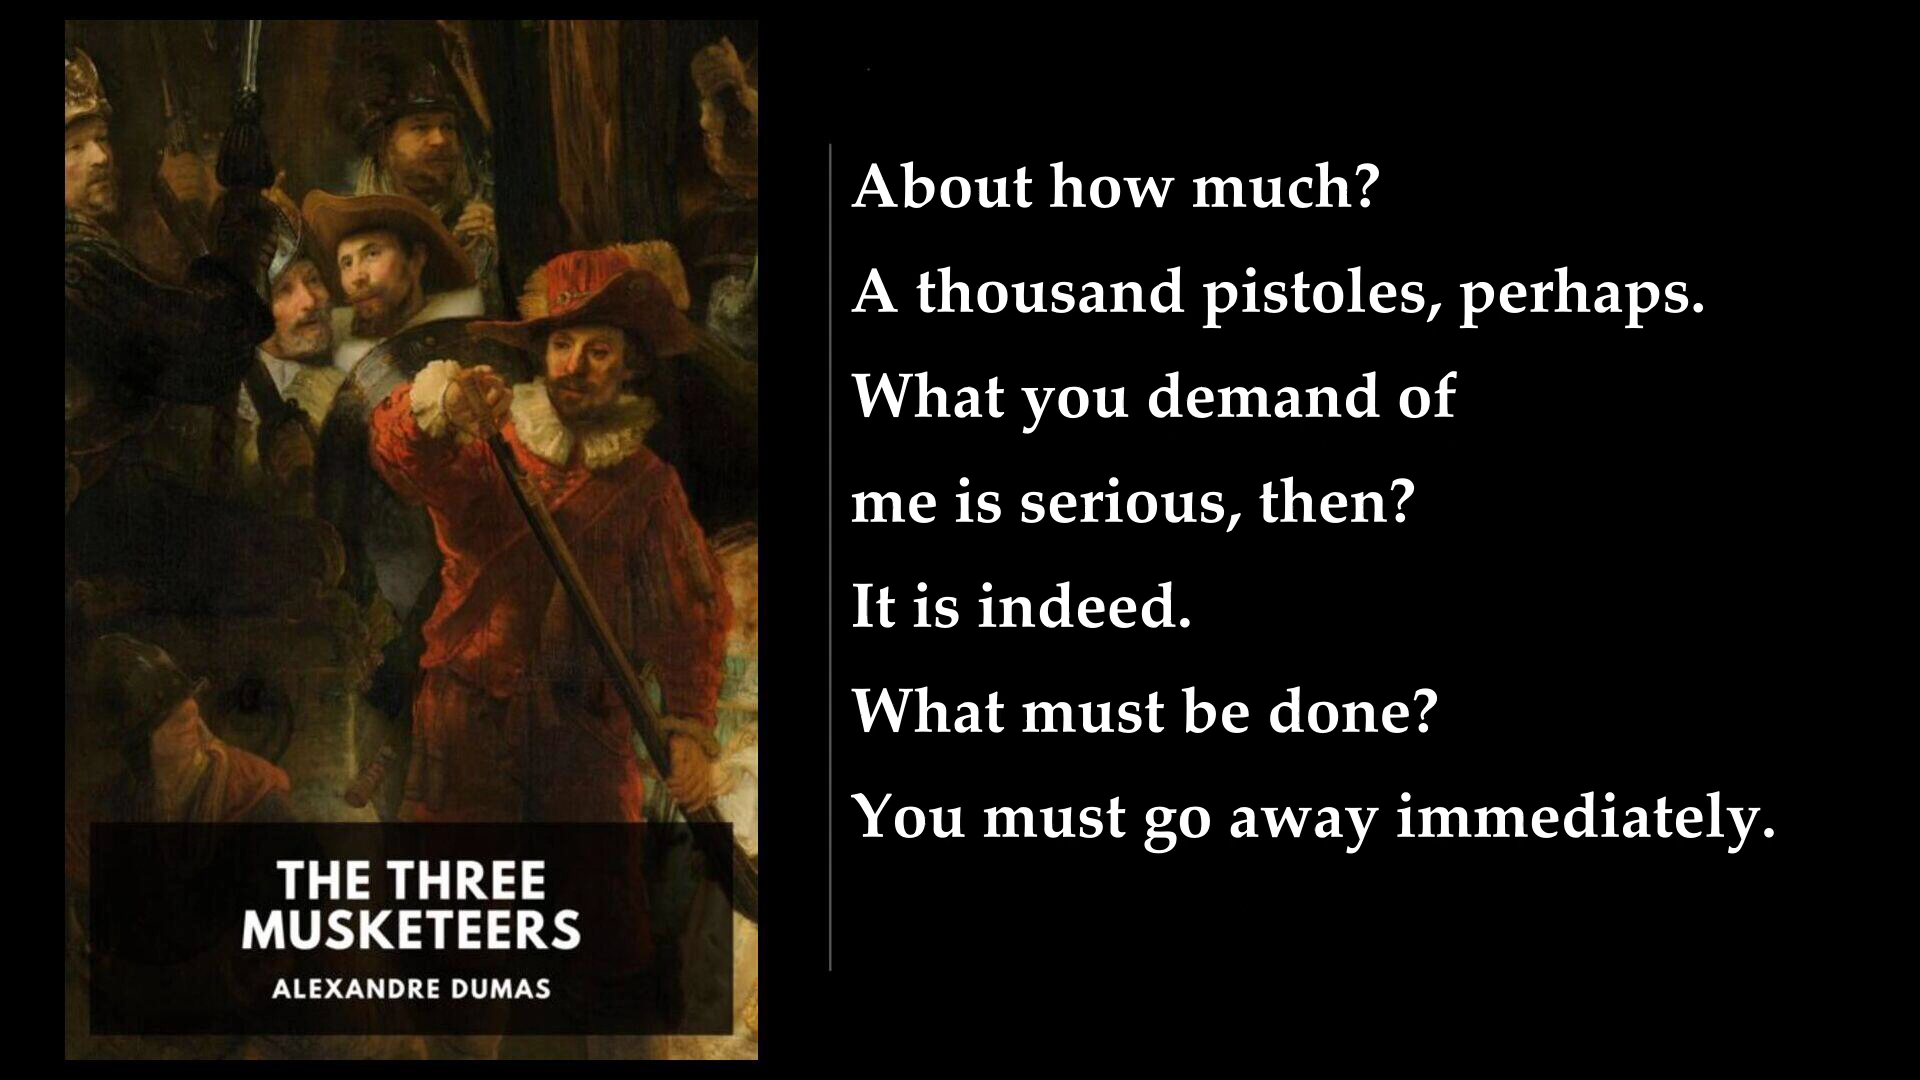 THE THREE
MUSKETEERS
ALEXANDRE DUMAS
About how much?
A thousand pistoles, perhaps.
What you demand of
me is serious, then?
It is indeed.
What must be done?
You must go away immediately.